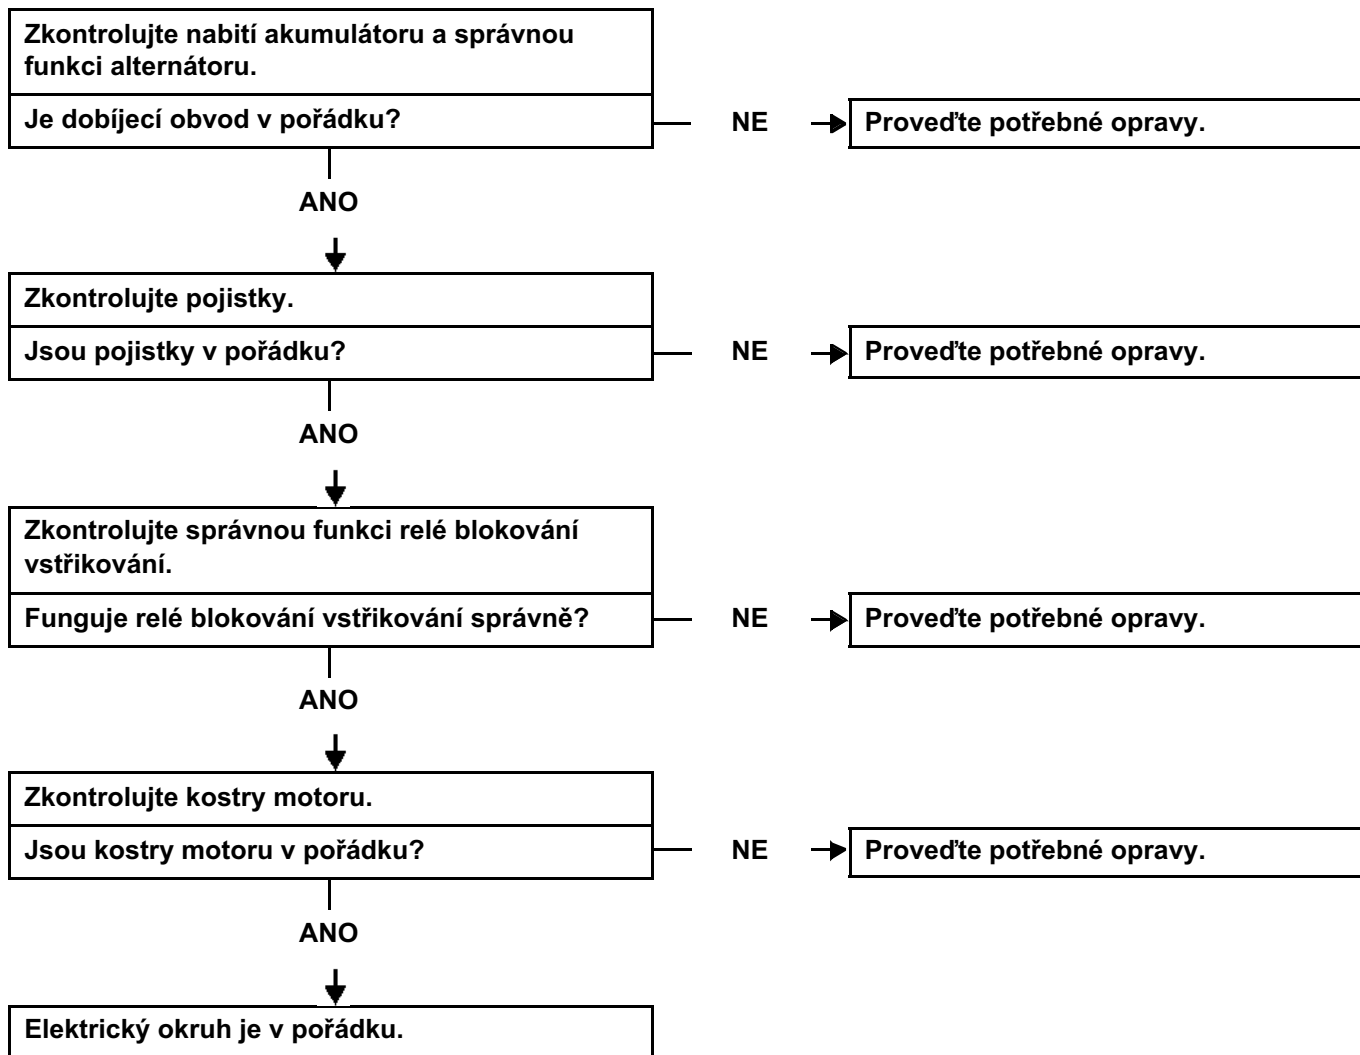 Zkontrolujte nabití akumulátoru a správnou
funkci alternátoru.
Je dobíjecí obvod v pořádku?
NE
Proveďte potřebné opravy.
ANO
Zkontrolujte pojistky.
Jsou pojistky v pořádku?
NE
Proveďte potřebné opravy.
ANO
Zkontrolujte správnou funkci relé blokování
vstřikování.
Funguje relé blokování vstřikování správně?
NE
Proveďte potřebné opravy.
ANO
Zkontrolujte kostry motoru.
Jsou kostry motoru v pořádku?
NE
Proveďte potřebné opravy.
ANO
Elektrický okruh je v pořádku.